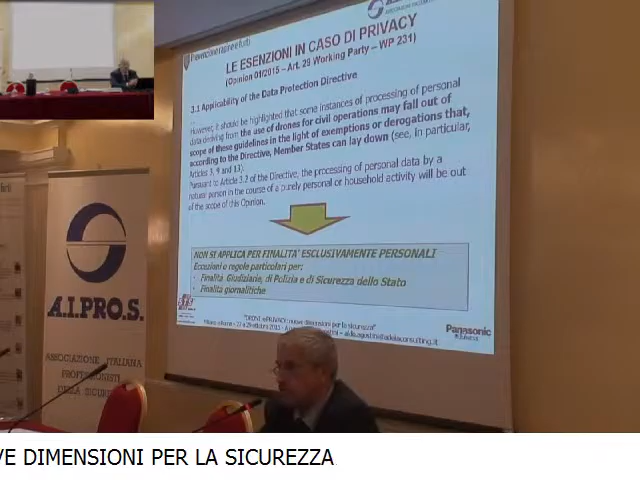 LE ESENZIONI IN CASO DI PRIVACY
(Opinion 01/2015 – Art. 29 Working Party – WP 231)
3.1 Applicability of the Data Protection Directive
...
However, it should be highlighted that some instances of processing of personal
data deriving from the use of drones for civil operations may fall out of
scope of these guidelines in the light of exemptions or derogations that,
according to the Directive, Member States can lay down (see, in particular,
Articles 3, 9 and 13).
Pursuant to Article 3.2 of the Directive, the processing of personal data by a
natural person in the course of a purely personal or household activity will be out
of the scope of this Opinion.
NON SI APPLICA PER FINALITA' ESCLUSIVAMENTE PERSONALI
Eccezioni o regole particolari per:
- Finalità Giudiziarie, di Polizia e di Sicurezza dello Stato
- Finalità giornalitiche
Panasonic
A.I.PRO.S.
ASSOCIAZIONE ITALIANA
PROFESSIONISTI
DELLA
VE DIMENSIONI PER LA SICUREZZA